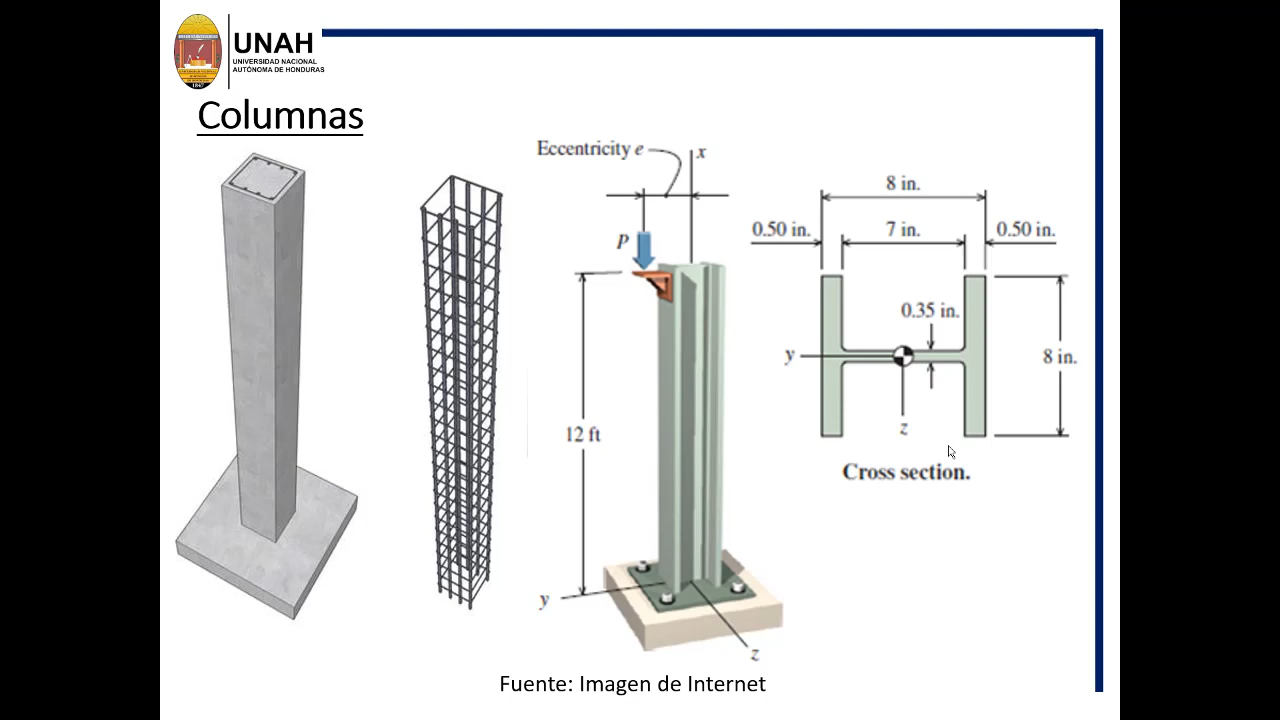 UNAH
UNIVERSIDAD NACIONAL
AUTÓNOMA DE HONDURAS
Columnas
Eccentricity e
x
P
12 ft
y
z
8 in.
0.50 in.
7 in.
0.50 in.
0.35 in.
y
8 in.
z
Cross section.
Fuente: Imagen de Internet